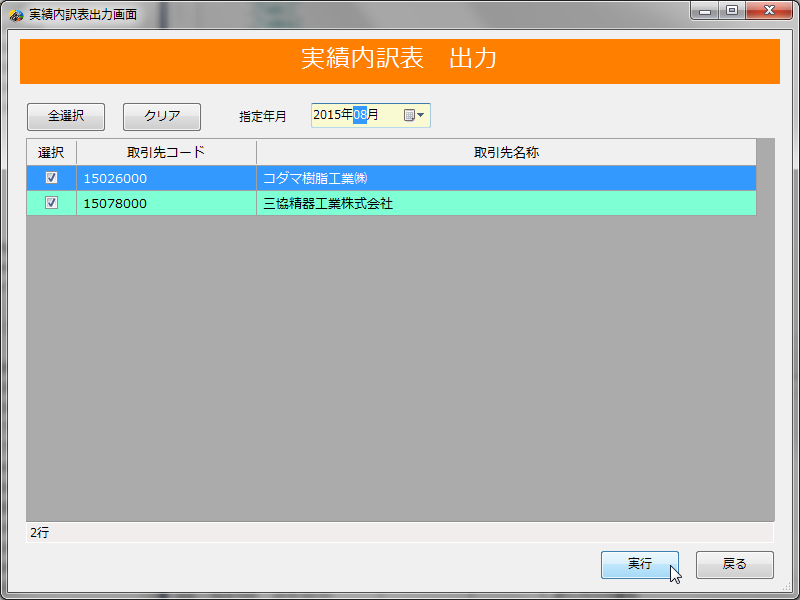 実績内訳表出力画面
実績内訳表　出力
全選択 クリア 指定年月 2015年08月
選択 取引先コード 取引先名称
15026000 コダマ樹脂工業㈱
15078000 三協精器工業株式会社
2行
実行 戻る